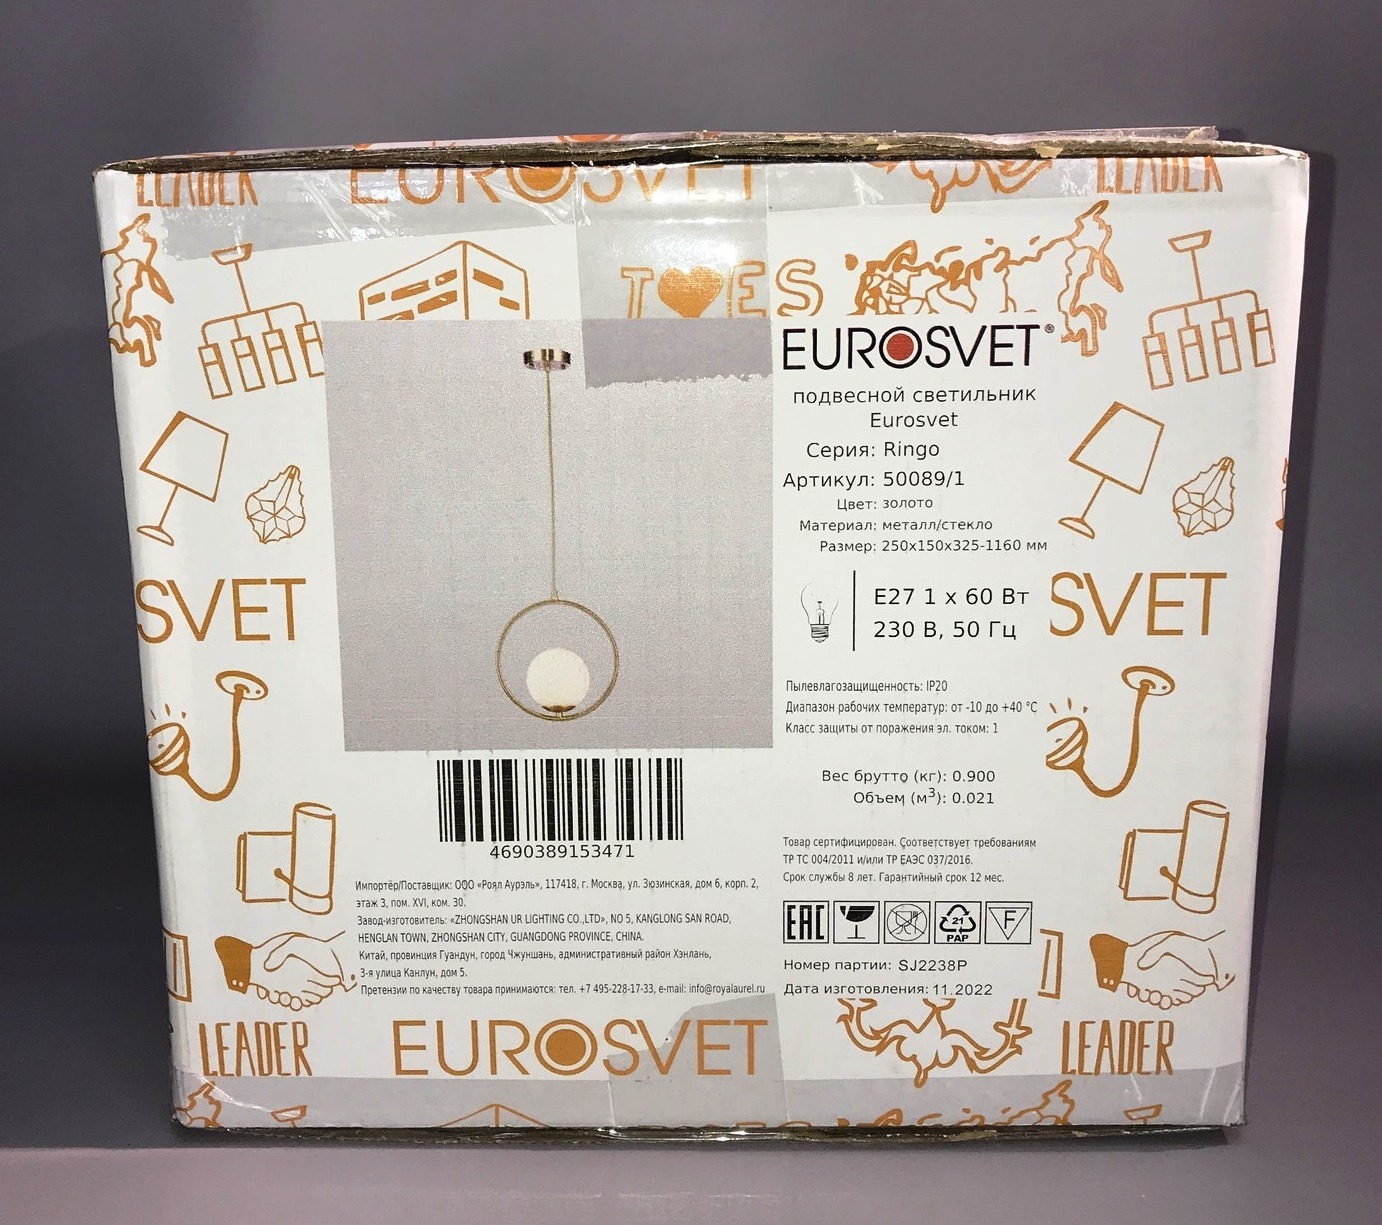 LEADER EUROSVET LEADER
T ES
EUROSVET®
подвесной светильник
Eurosvet
Серия: Ringo
Артикул: 50089/1
Цвет: золото
Материал: металл/стекло
Размер: 250x150x325-1160 мм
SVET
SVET
E27 1 x 60 Вт
230 В, 50 Гц
Пылевлагозащищенность: IP20
Диапазон рабочих температур: от -10 до +40 °C
Класс защиты от поражения эл. током: 1
Вес брутто (кг): 0.900
Объем (м3): 0.021
4690389153471
Товар сертифицирован. Соответствует требованиям
ТР ТС 004/2011 и/или ТР ЕАЭС 037/2016.
Срок службы 8 лет. Гарантийный срок 12 мес.
Импортёр/Поставщик: ООО «Роял Аурэль», 117418, г. Москва, ул. Зюзинская, дом 6, корп. 2,
этаж 3, пом. XVI, ком. 30.
Завод-изготовитель: «ZHONGSHAN UR LIGHTING CO.,LTD», NO 5, KANGLONG SAN ROAD,
HENGLAN TOWN, ZHONGSHAN CITY, GUANGDONG PROVINCE, CHINA.
Китай, провинция Гуандун, город Чжуншань, административный район Хэнлань,
3-я улица Канлун, дом 5.
Претензии по качеству товара принимаются: тел. +7 495-228-17-33, e-mail: info@royalaurel.ru
EAC
21
PAP
F
Номер партии: SJ2238P
Дата изготовления: 11.2022
LEADER EUROSVET LEADER